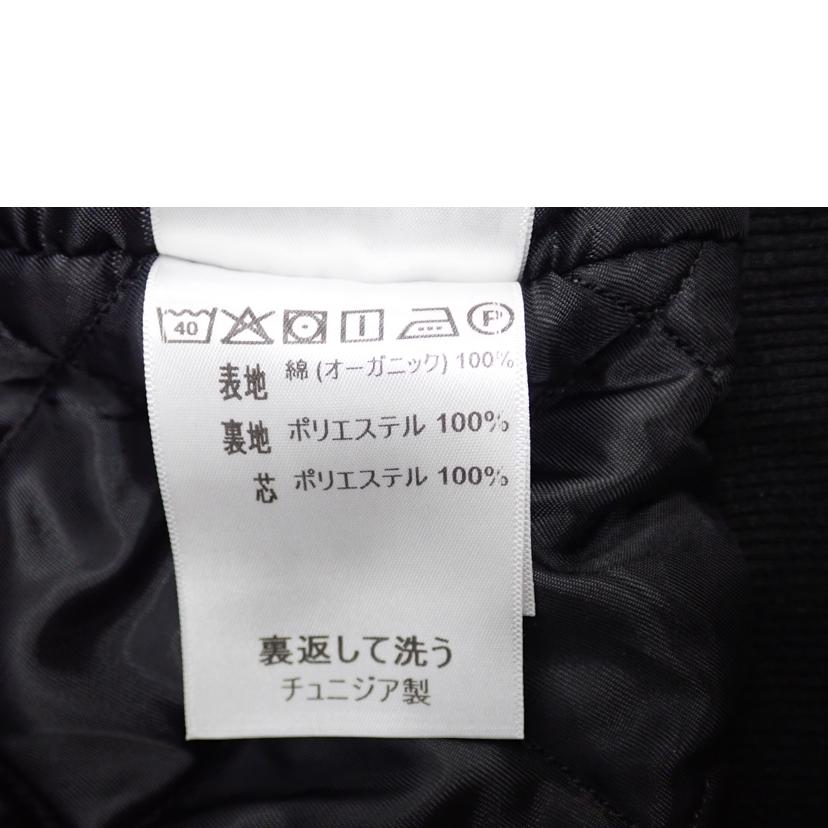 40 F
表地 綿 (オーガニック) 100%
裏地 ポリエステル 100%
芯 ポリエステル 100%
裏返して洗う
チュニジア製